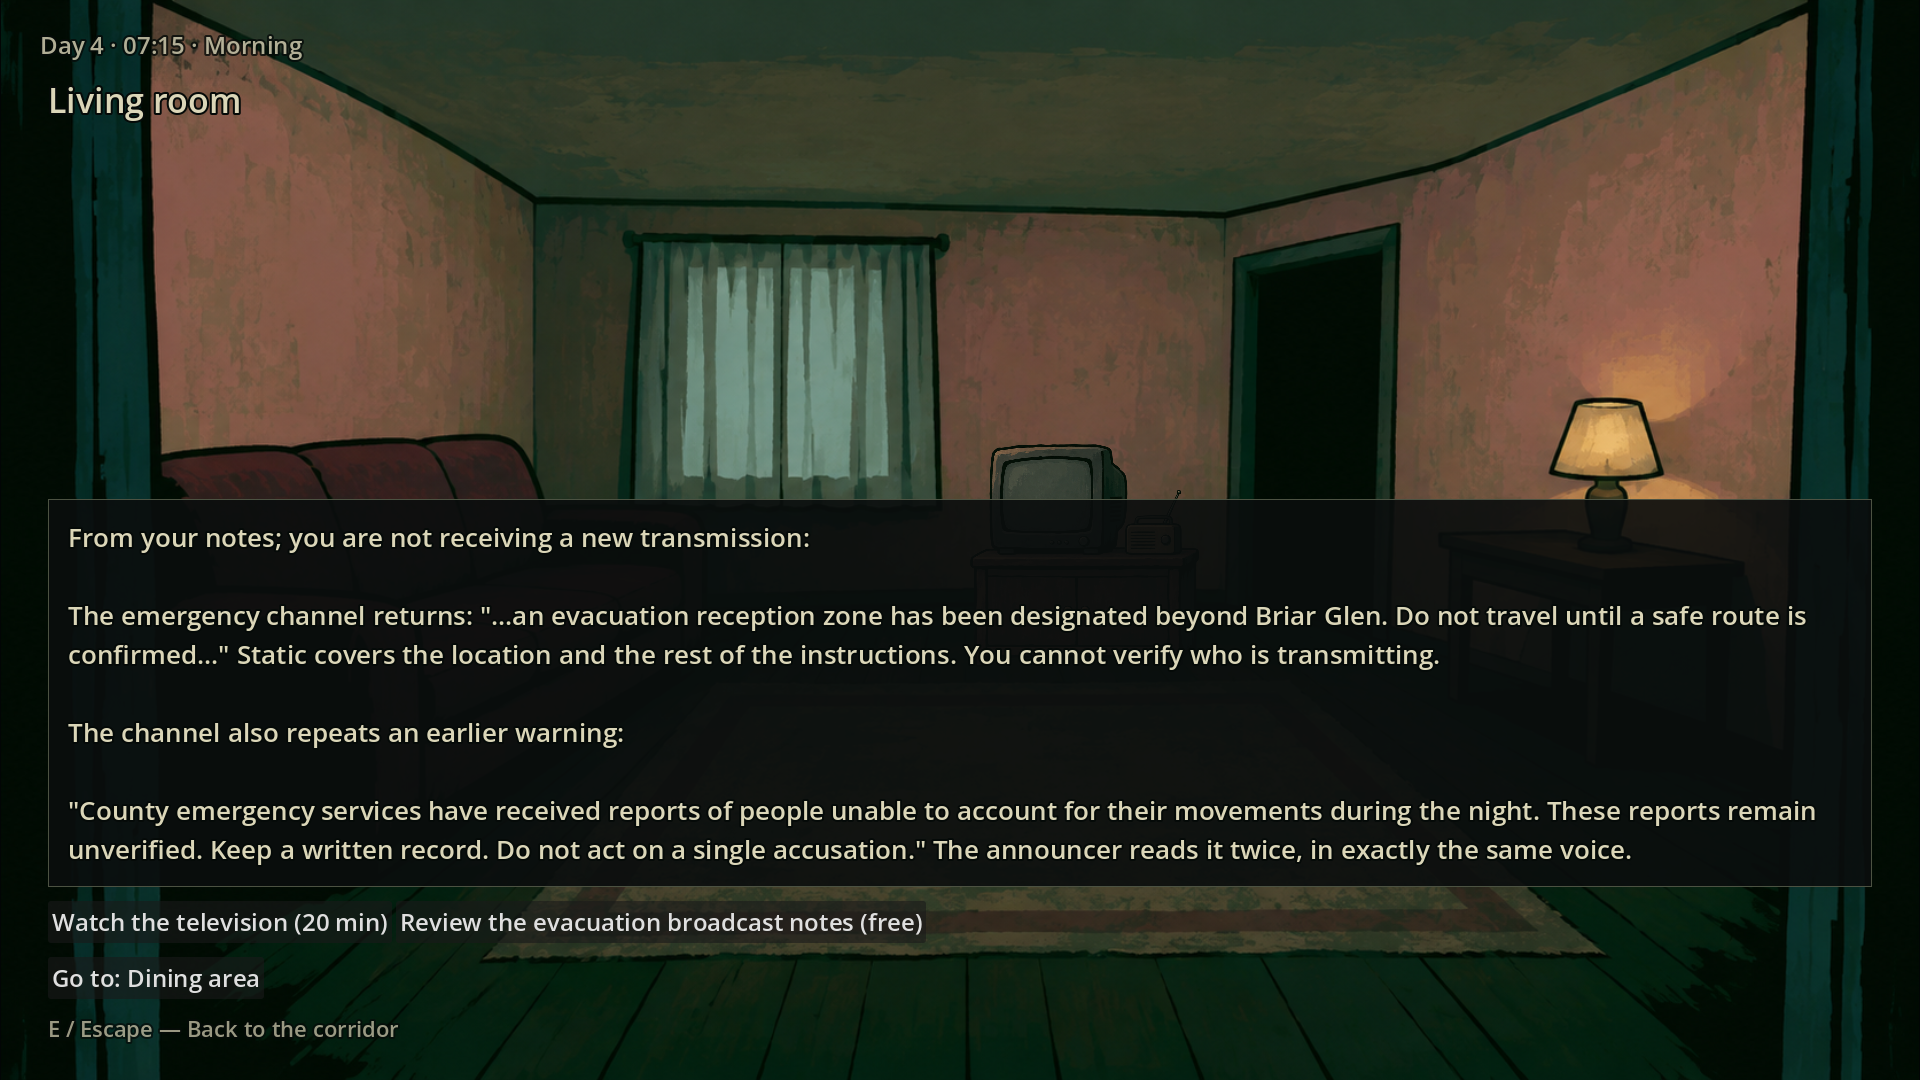 Day 4 · 07:15 · Morning
Living room
From your notes; you are not receiving a new transmission:
The emergency channel returns: "...an evacuation reception zone has been designated beyond Briar Glen. Do not travel until a safe route is
confirmed..." Static covers the location and the rest of the instructions. You cannot verify who is transmitting.
The channel also repeats an earlier warning:
"County emergency services have received reports of people unable to account for their movements during the night. These reports remain
unverified. Keep a written record. Do not act on a single accusation." The announcer reads it twice, in exactly the same voice.
Watch the television (20 min)  Review the evacuation broadcast notes (free)
Go to: Dining area
E / Escape — Back to the corridor